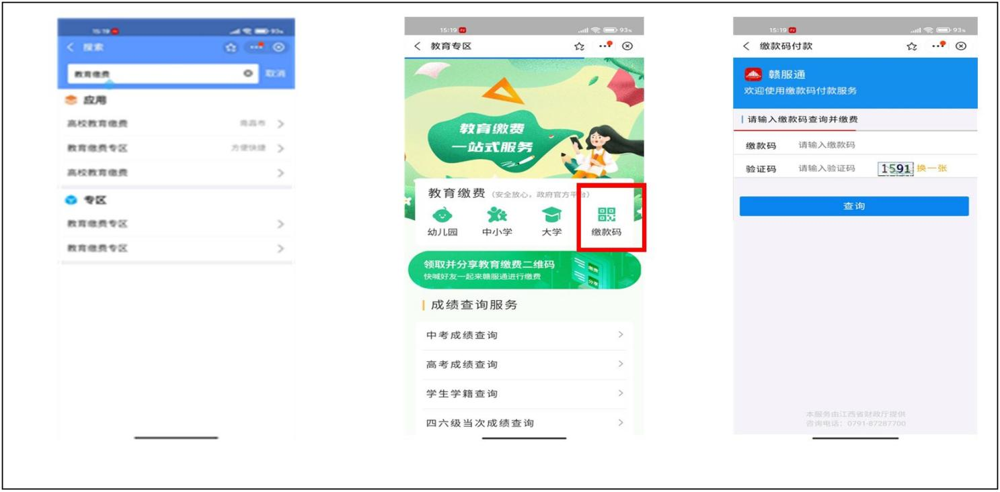 15:19
93%
搜索
教育缴费
取消
应用
高校教育缴费 南昌市
教育缴费专区 方便快捷
高校教育缴费
专区
教育缴费专区
教育缴费专区
15:19
93%
教育专区
教育缴费
一站式服务
教育缴费（安全放心，政府官方平台）
幼儿园 中小学 大学 缴款码
领取并分享教育缴费二维码
快喊好友一起来赣服通进行缴费
缴费
分享
成绩查询服务
中考成绩查询
高考成绩查询
学生学籍查询
四六级当次成绩查询
15:19
93%
缴款码付款
赣服通
欢迎使用缴款码付款服务
请输入缴款码查询并缴费
缴款码 请输入缴款码
验证码 请输入验证码 1591 换一张
查询
本服务由江西省财政厅提供
咨询电话：0791-87287700